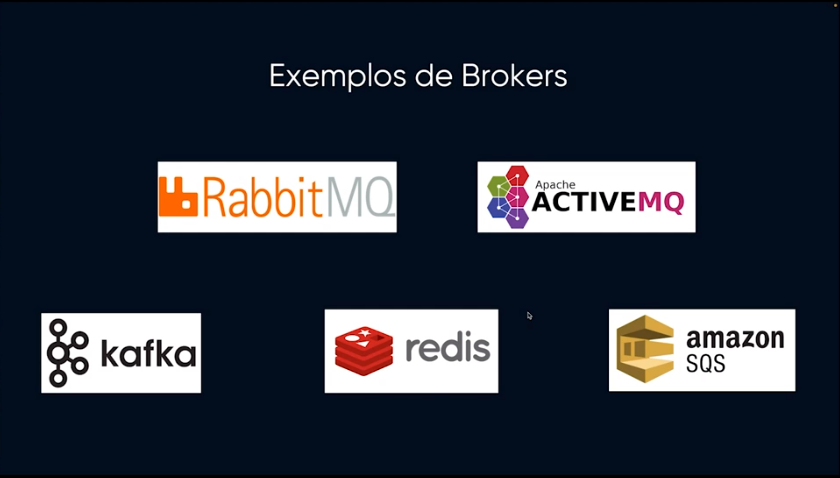 Exemplos de Brokers
RabbitMQ
Apache
ACTIVEMQ
kafka
redis
amazon
SQS